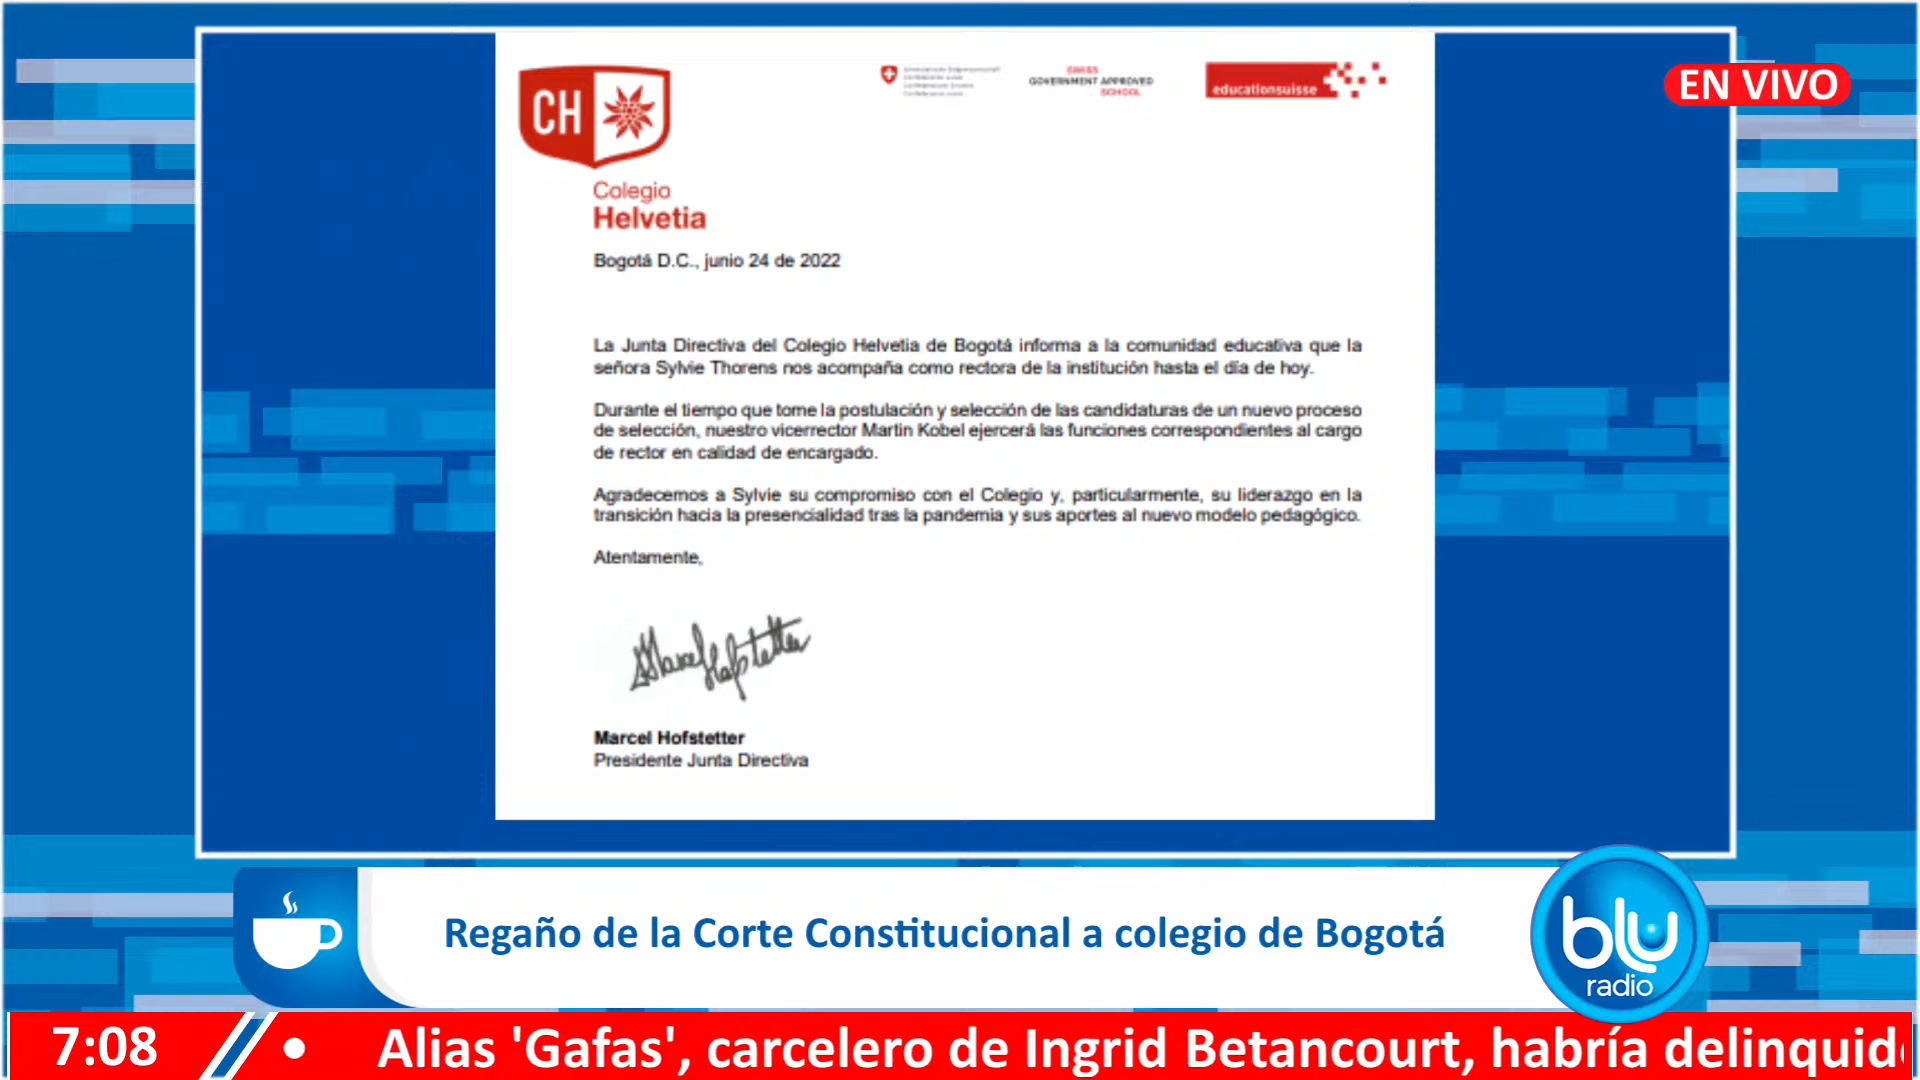 CH
Colegio
Helvetia
SWISS
GOVERNMENT APPROVED
SCHOOL
educationsuisse
EN VIVO
Bogotá D.C., junio 24 de 2022
La Junta Directiva del Colegio Helvetia de Bogotá informa a la comunidad educativa que la
señora Sylvie Thorens nos acompaña como rectora de la institución hasta el día de hoy.
Durante el tiempo que tome la postulación y selección de las candidaturas de un nuevo proceso
de selección, nuestro vicerrector Martin Kobel ejercerá las funciones correspondientes al cargo
de rector en calidad de encargado.
Agradecemos a Sylvie su compromiso con el Colegio y, particularmente, su liderazgo en la
transición hacia la presencialidad tras la pandemia y sus aportes al nuevo modelo pedagógico.
Atentamente,
Marcel Hofstetter
Marcel Hofstetter
Presidente Junta Directiva
Regaño de la Corte Constitucional a colegio de Bogotá
blu
radio
7:08
• Alias 'Gafas', carcelero de Ingrid Betancourt, habría delinquid